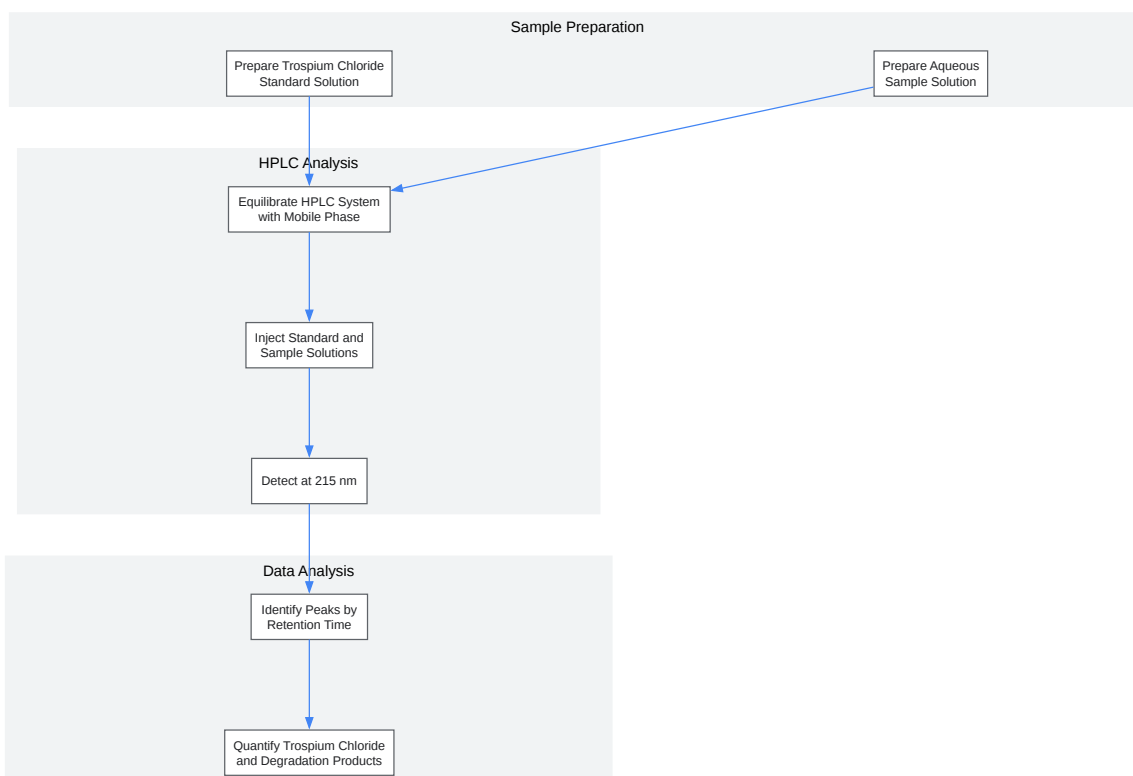 Sample Preparation
Prepare Trospium Chloride
Standard Solution
Prepare Aqueous
Sample Solution
HPLC Analysis
Equilibrate HPLC System
with Mobile Phase
Inject Standard and
Sample Solutions
Detect at 215 nm
Data Analysis
Identify Peaks by
Retention Time
Quantify Trospium Chloride
and Degradation Products